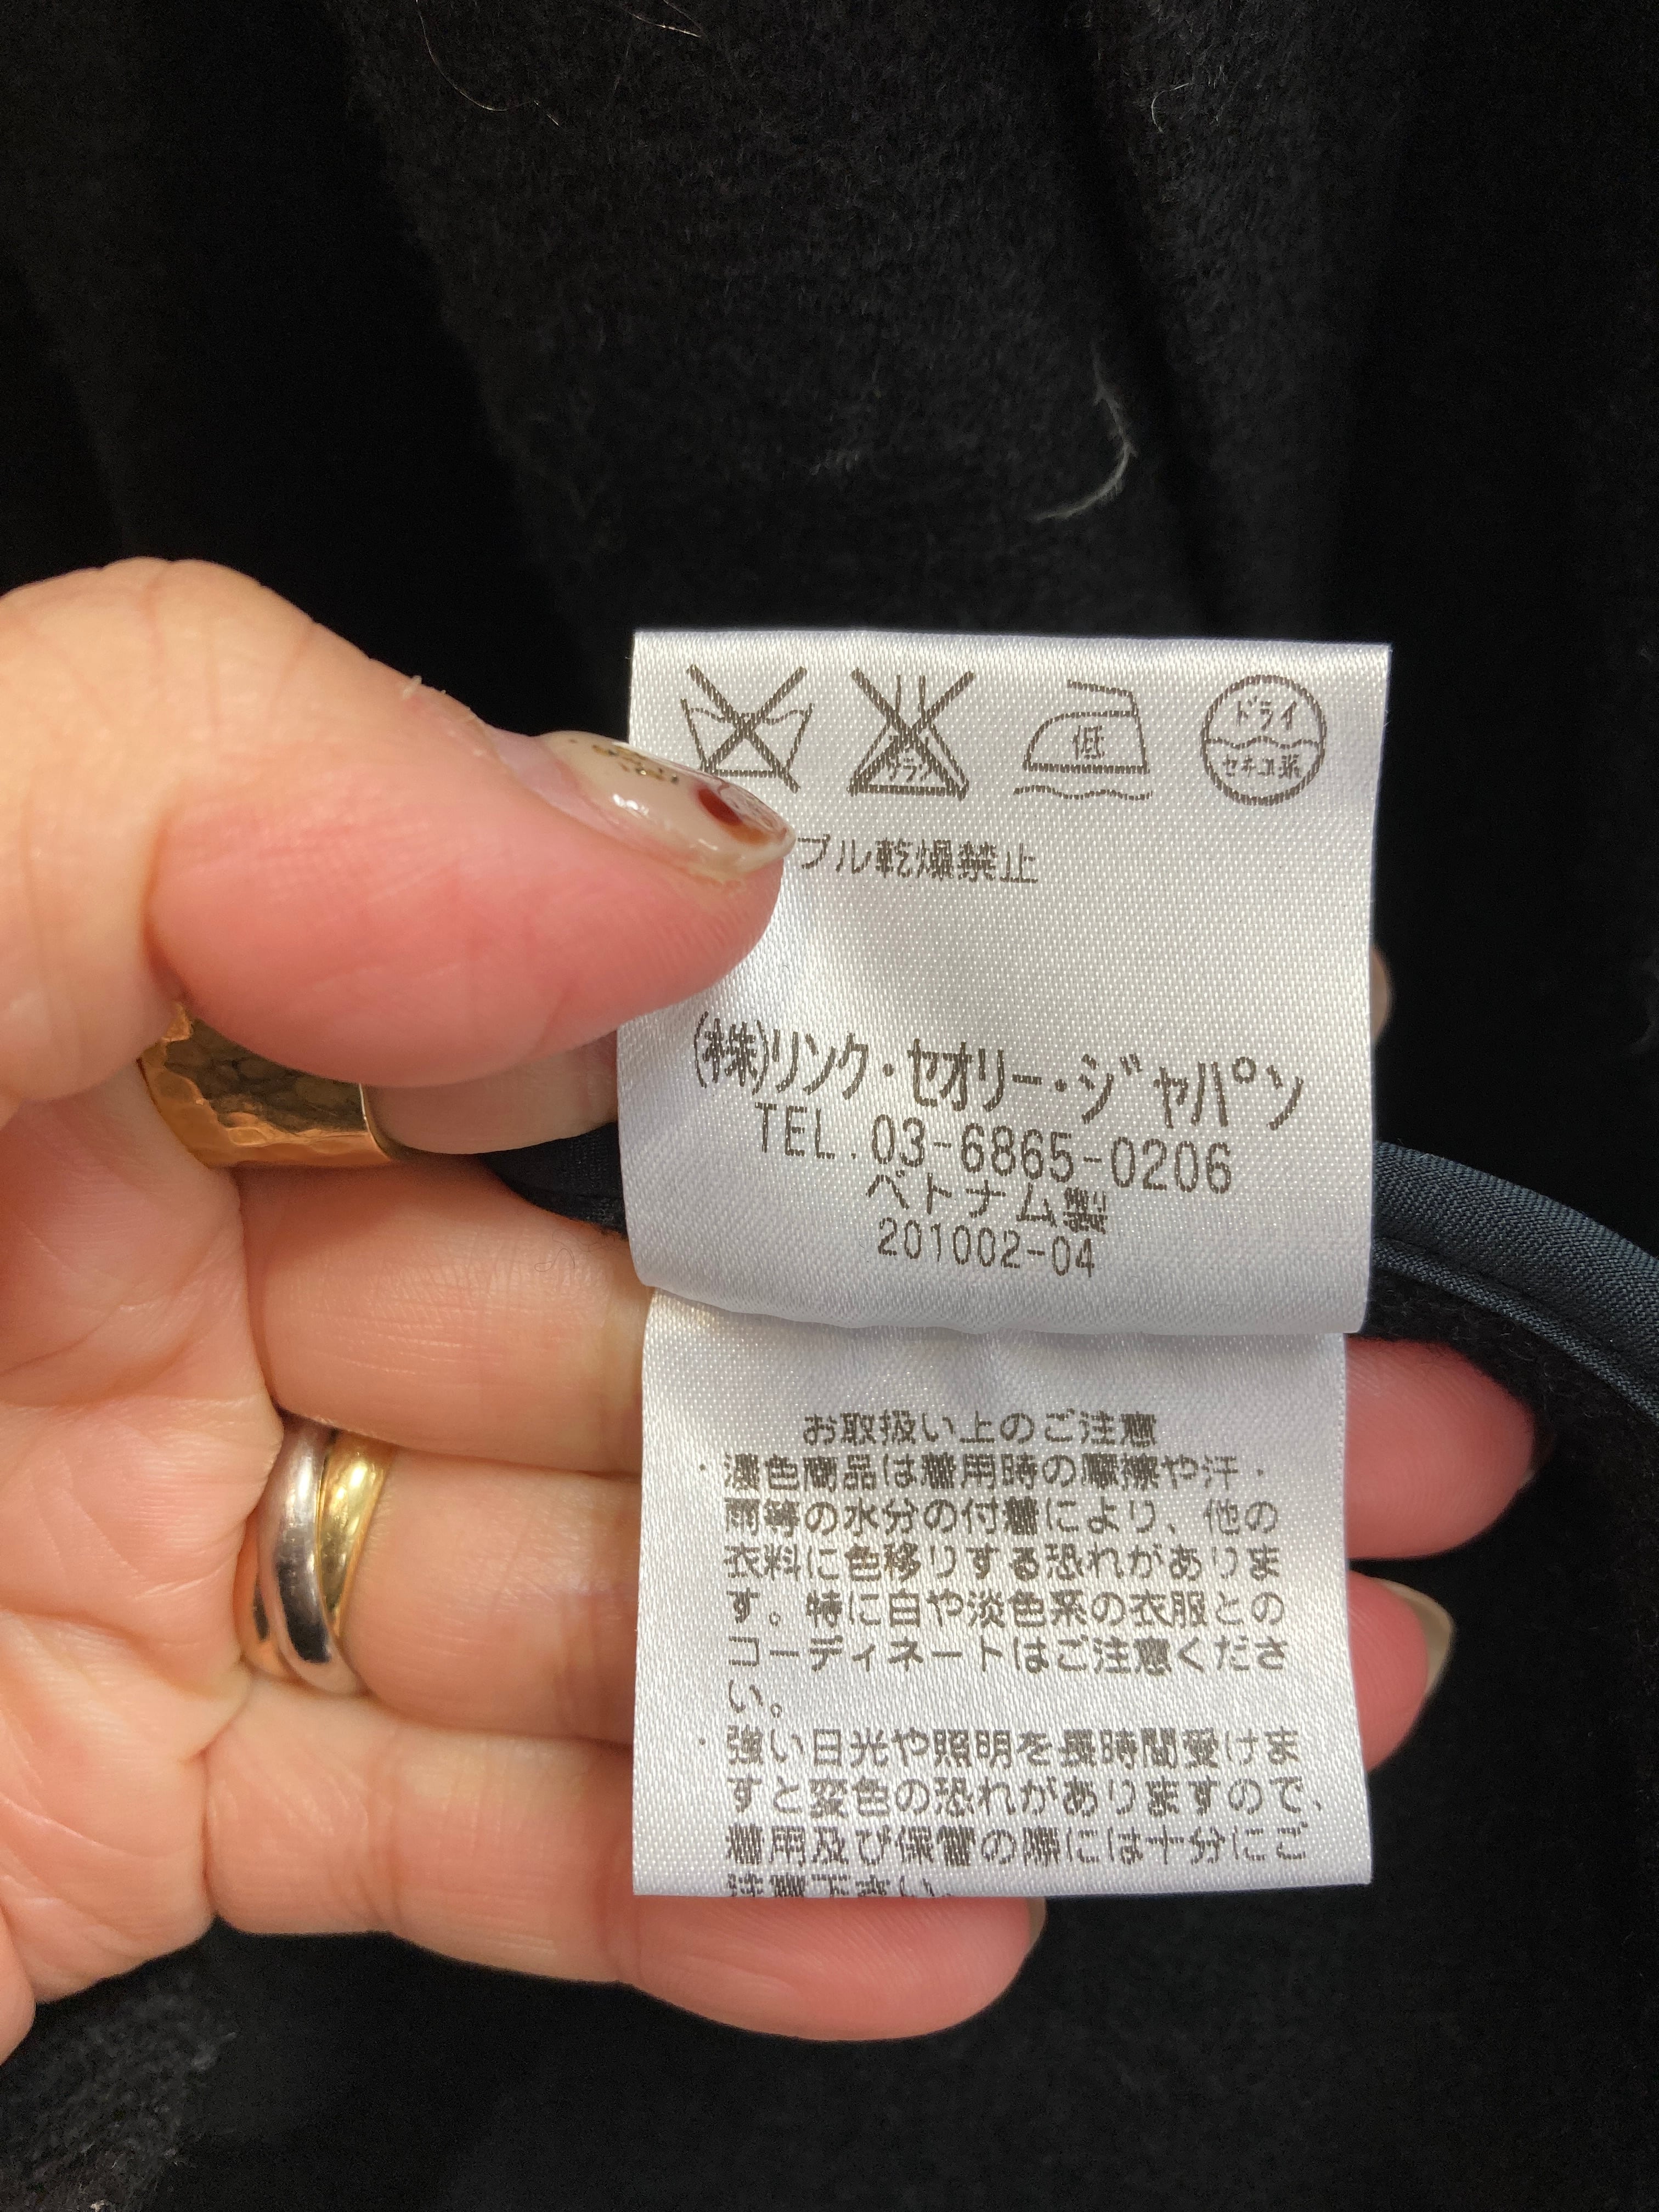 サラシ
低
ドライ
セキユ系
ブル乾燥禁止
(株)リンク・セオリー・ジャパン
TEL.03-6865-0206
ベトナム製
201002-04
お取扱い上のご注意
・濃色商品は着用時の摩擦や汗・
雨等の水分の付着により、他の
衣料に色移りする恐れがありま
す。特に白や淡色系の衣服との
コーディネートはご注意くださ
い。
・強い日光や照明を長時間受けま
すと変色の恐れがありますので、
着用及び保管の際には十分にご
注意下さい。